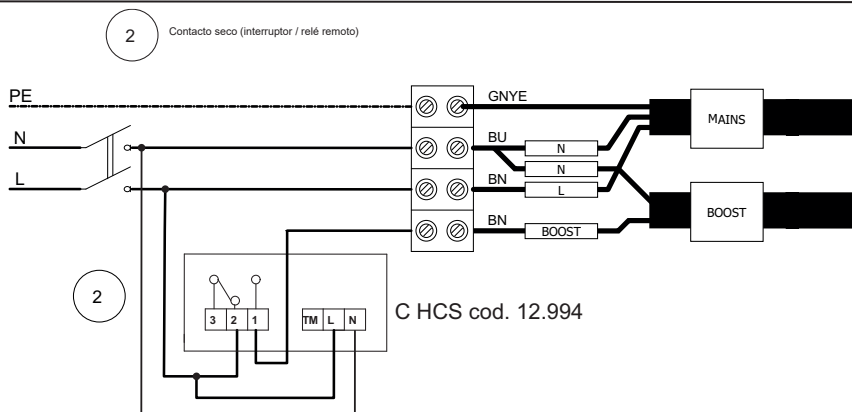 2 Contacto seco (interruptor / relé remoto)
PE
GNYE
MAINS
N
BU
N
N
L
BN
L
BOOST
BN
BOOST
2
3 2 1 TM L N
C HCS cod. 12.994